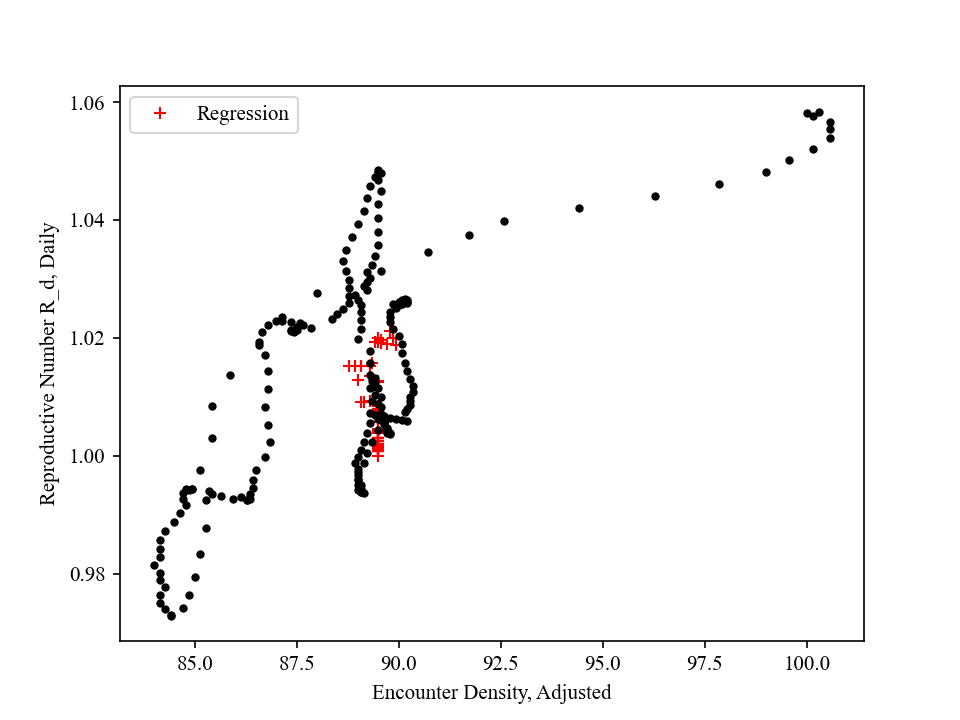 1.06
Regression
1.04
1.02
1.00
0.98
Reproductive Number R_d, Daily
85.0 87.5 90.0 92.5 95.0 97.5 100.0
Encounter Density, Adjusted